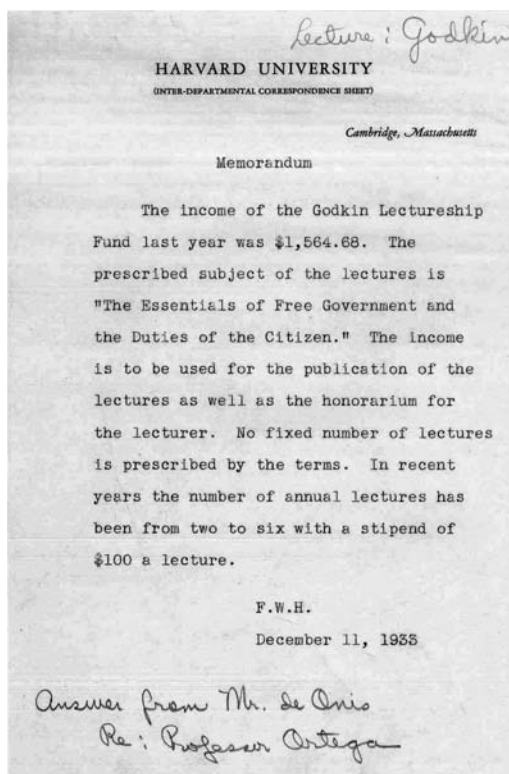 Lecture: Godkin
HARVARD UNIVERSITY
(INTER-DEPARTMENTAL CORRESPONDENCE SHEET)
Cambridge, Massachusetts
Memorandum
The income of the Godkin Lectureship
Fund last year was $1,564.68. The
prescribed subject of the lectures is
"The Essentials of Free Government and
the Duties of the Citizen." The income
is to be used for the publication of the
lectures as well as the honorarium for
the lecturer. No fixed number of lectures
is prescribed by the terms. In recent
years the number of annual lectures has
been from two to six with a stipend of
$100 a lecture.
F.W.H.
December 11, 1933
Answer from Mr. de Onis
Re: Professor Ortega